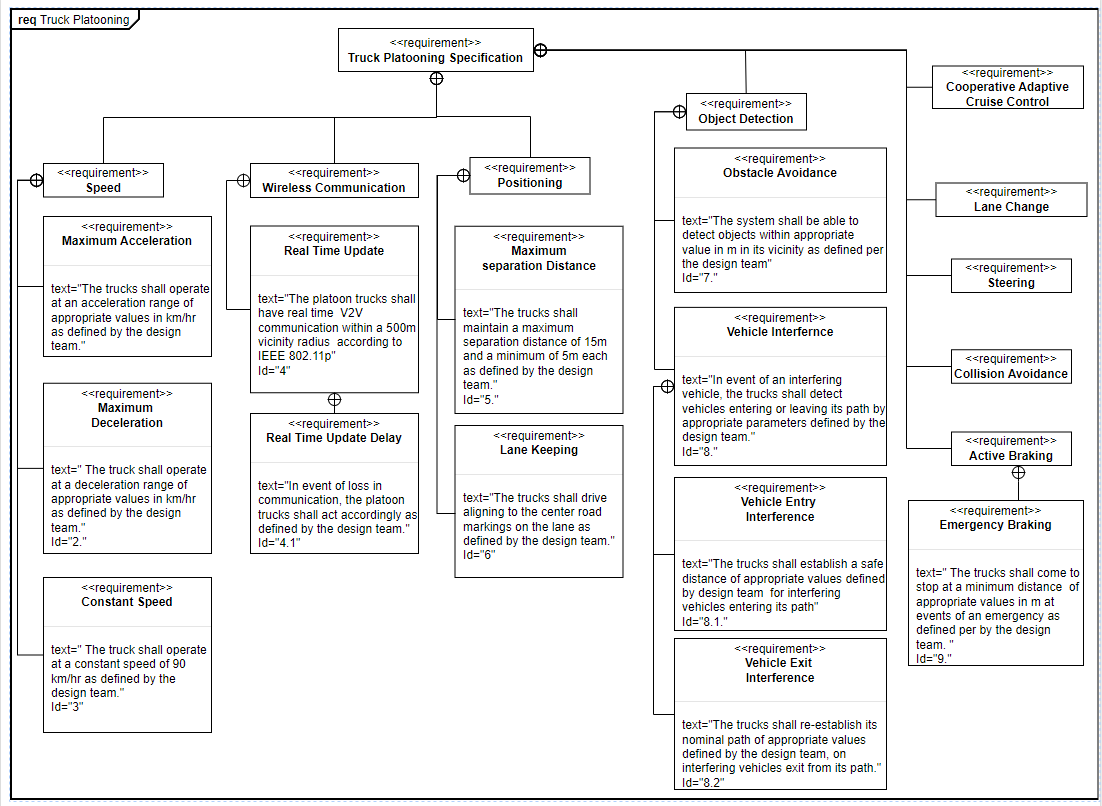 req Truck Platooning
<<requirement>>
Truck Platooning Specification
<<requirement>>
Cooperative Adaptive
Cruise Control
<<requirement>>
Object Detection
<<requirement>>
Speed
<<requirement>>
Wireless Communication
<<requirement>>
Positioning
<<requirement>>
Lane Change
<<requirement>>
Steering
<<requirement>>
Collision Avoidance
<<requirement>>
Active Braking
<<requirement>>
Maximum Acceleration
text="The trucks shall operate
at an acceleration range of
appropriate values in km/hr
as defined by the design
team."
<<requirement>>
Maximum
Deceleration
text=" The truck shall operate
at a deceleration range of
appropriate values in km/hr
as defined by the design
team."
Id="2."
<<requirement>>
Constant Speed
text=" The truck shall operate
at a constant speed of 90
km/hr as defined by the
design team."
Id="3"
<<requirement>>
Real Time Update
text="The platoon trucks shall
have real time  V2V
communication within a 500m
vicinity radius  according to
IEEE 802.11p"
Id="4"
<<requirement>>
Real Time Update Delay
text="In event of loss in
communication, the platoon
trucks shall act accordingly as
defined by the design team."
Id="4.1"
<<requirement>>
Maximum
separation Distance
text="The trucks shall
maintain a maximum
separation distance of 15m
and a minimum of 5m each
as defined by the design
team."
Id="5."
<<requirement>>
Lane Keeping
text="The trucks shall drive
aligning to the center road
markings on the lane as
defined by the design team."
Id="6"
<<requirement>>
Obstacle Avoidance
text="The system shall be able to
detect objects within appropriate
value in m in its vicinity as defined per
the design team"
Id="7."
<<requirement>>
Vehicle Interfernce
text="In event of an interfering
vehicle, the trucks shall detect
vehicles entering or leaving its path by
appropriate parameters defined by the
design team."
Id="8."
<<requirement>>
Vehicle Entry
Interference
text="The trucks shall establish a safe
distance of appropriate values defined
by design team  for interfering
vehicles entering its path"
Id="8.1."
<<requirement>>
Vehicle Exit
Interference
text="The trucks shall re-establish its
nominal path of appropriate values
defined by the design team, on
interfering vehicles exit from its path."
Id="8.2"
<<requirement>>
Emergency Braking
text=" The trucks shall come to
stop at a minimum distance  of
appropriate values in m at
events of an emergency as
defined per by the design
team. "
Id="9."